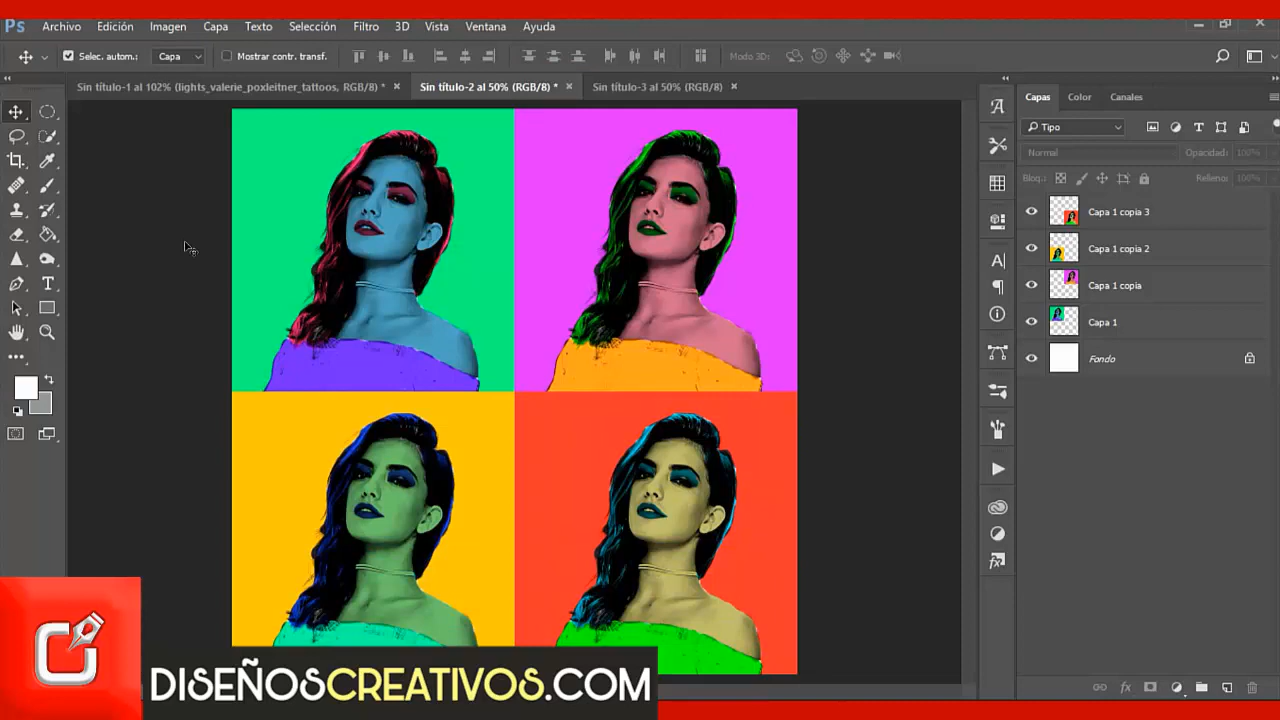 Ps Archivo Edición Imagen Capa Texto Selección Filtro 3D Vista Ventana Ayuda
Selec. autom.: Capa Mostrar contr. transf. Modo 3D:
Sin título-1 al 102% (lights_valerie_poxleitner_tattoos, RGB/8) * × Sin título-2 al 50% (RGB/8) * × Sin título-3 al 50% (RGB/8) ×
Capas Color Canales
Tipo
Normal Opacidad: 100%
Bloq.: Relleno: 100%
Capa 1 copia 3
Capa 1 copia 2
Capa 1 copia
Capa 1
Fondo
DISEÑOSCREATIVOS.COM